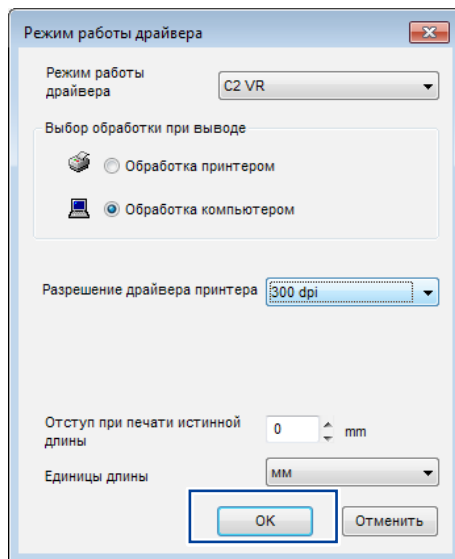 Режим работы драйвера
Режим работы
драйвера
C2 VR
Выбор обработки при выводе
Обработка принтером
Обработка компьютером
Разрешение драйвера принтера
300 dpi
Отступ при печати истинной
длины
0
mm
Единицы длины
мм
OK
Отменить